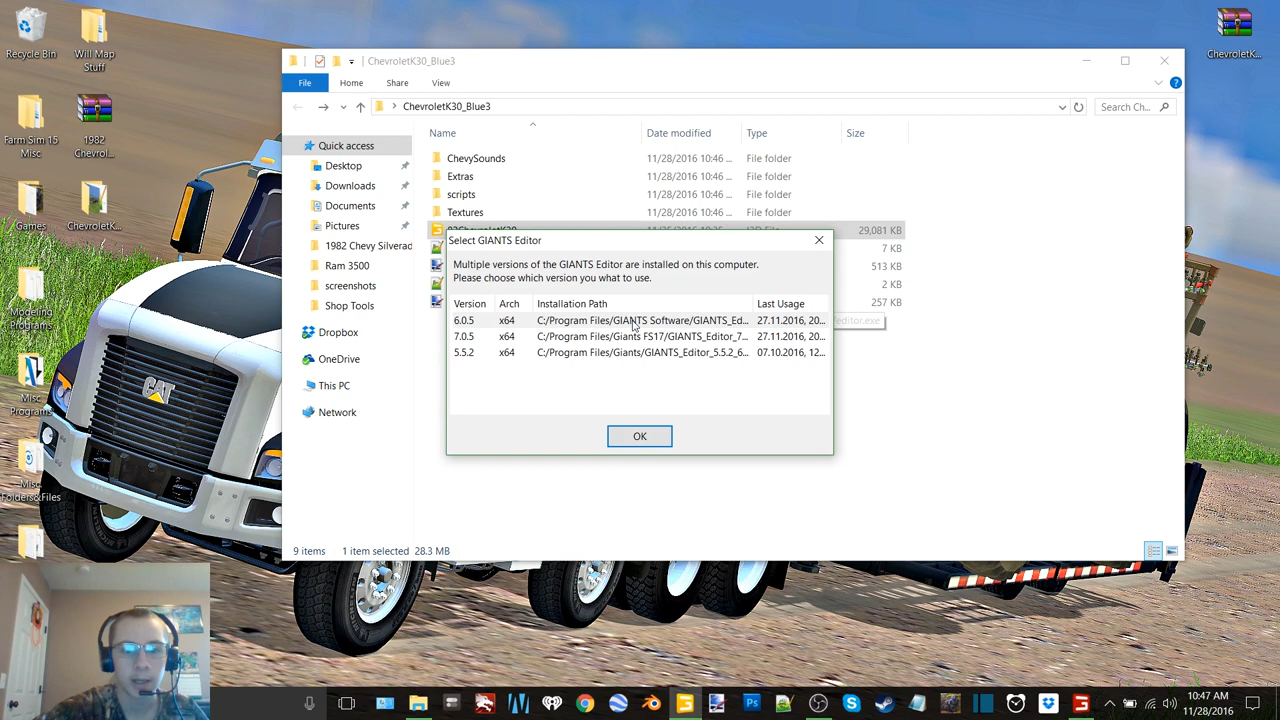 Recycle Bin
Will Map
Stuff
Farm Sim 15
Misc
1982
Chevrol...
Games
ChevroletK...
Modeling
Programs
Misc
Programs
Misc
Folders&Files
ChevroletK...
ChevroletK30_Blue3
File
Home
Share
View
ChevroletK30_Blue3
Search Ch...
Name
Date modified
Type
Size
Quick access
Desktop
Downloads
Documents
Pictures
1982 Chevy Silverad
Ram 3500
screenshots
Shop Tools
Dropbox
OneDrive
This PC
Network
ChevySounds 11/28/2016 10:46 ... File folder
Extras 11/28/2016 10:46 ... File folder
scripts 11/28/2016 10:46 ... File folder
Textures 11/28/2016 10:46 ... File folder
29,081 KB
7 KB
513 KB
2 KB
257 KB
editor.exe
Select GIANTS Editor
Multiple versions of the GIANTS Editor are installed on this computer.
Please choose which version you what to use.
Version Arch Installation Path Last Usage
6.0.5 x64 C:/Program Files/GIANTS Software/GIANTS_Ed... 27.11.2016, 20...
7.0.5 x64 C:/Program Files/Giants FS17/GIANTS_Editor_7... 27.11.2016, 20...
5.5.2 x64 C:/Program Files/Giants/GIANTS_Editor_5.5.2_6... 07.10.2016, 12...
OK
9 items 1 item selected 28.3 MB
CAT
MICHELIN
10:47 AM
11/28/2016